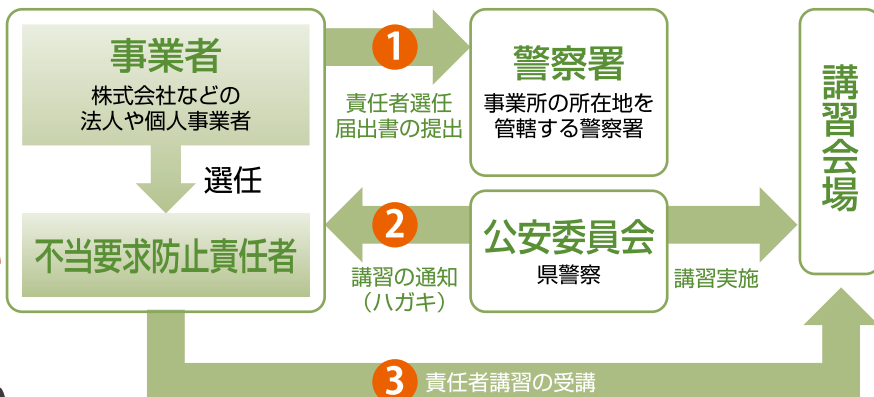 事業者
株式会社などの
法人や個人事業者
選任
不当要求防止責任者
1
責任者選任
届出書の提出
警察署
事業所の所在地を
管轄する警察署
2
講習の通知
（ハガキ）
公安委員会
県警察
講習実施
講習会場
3
責任者講習の受講